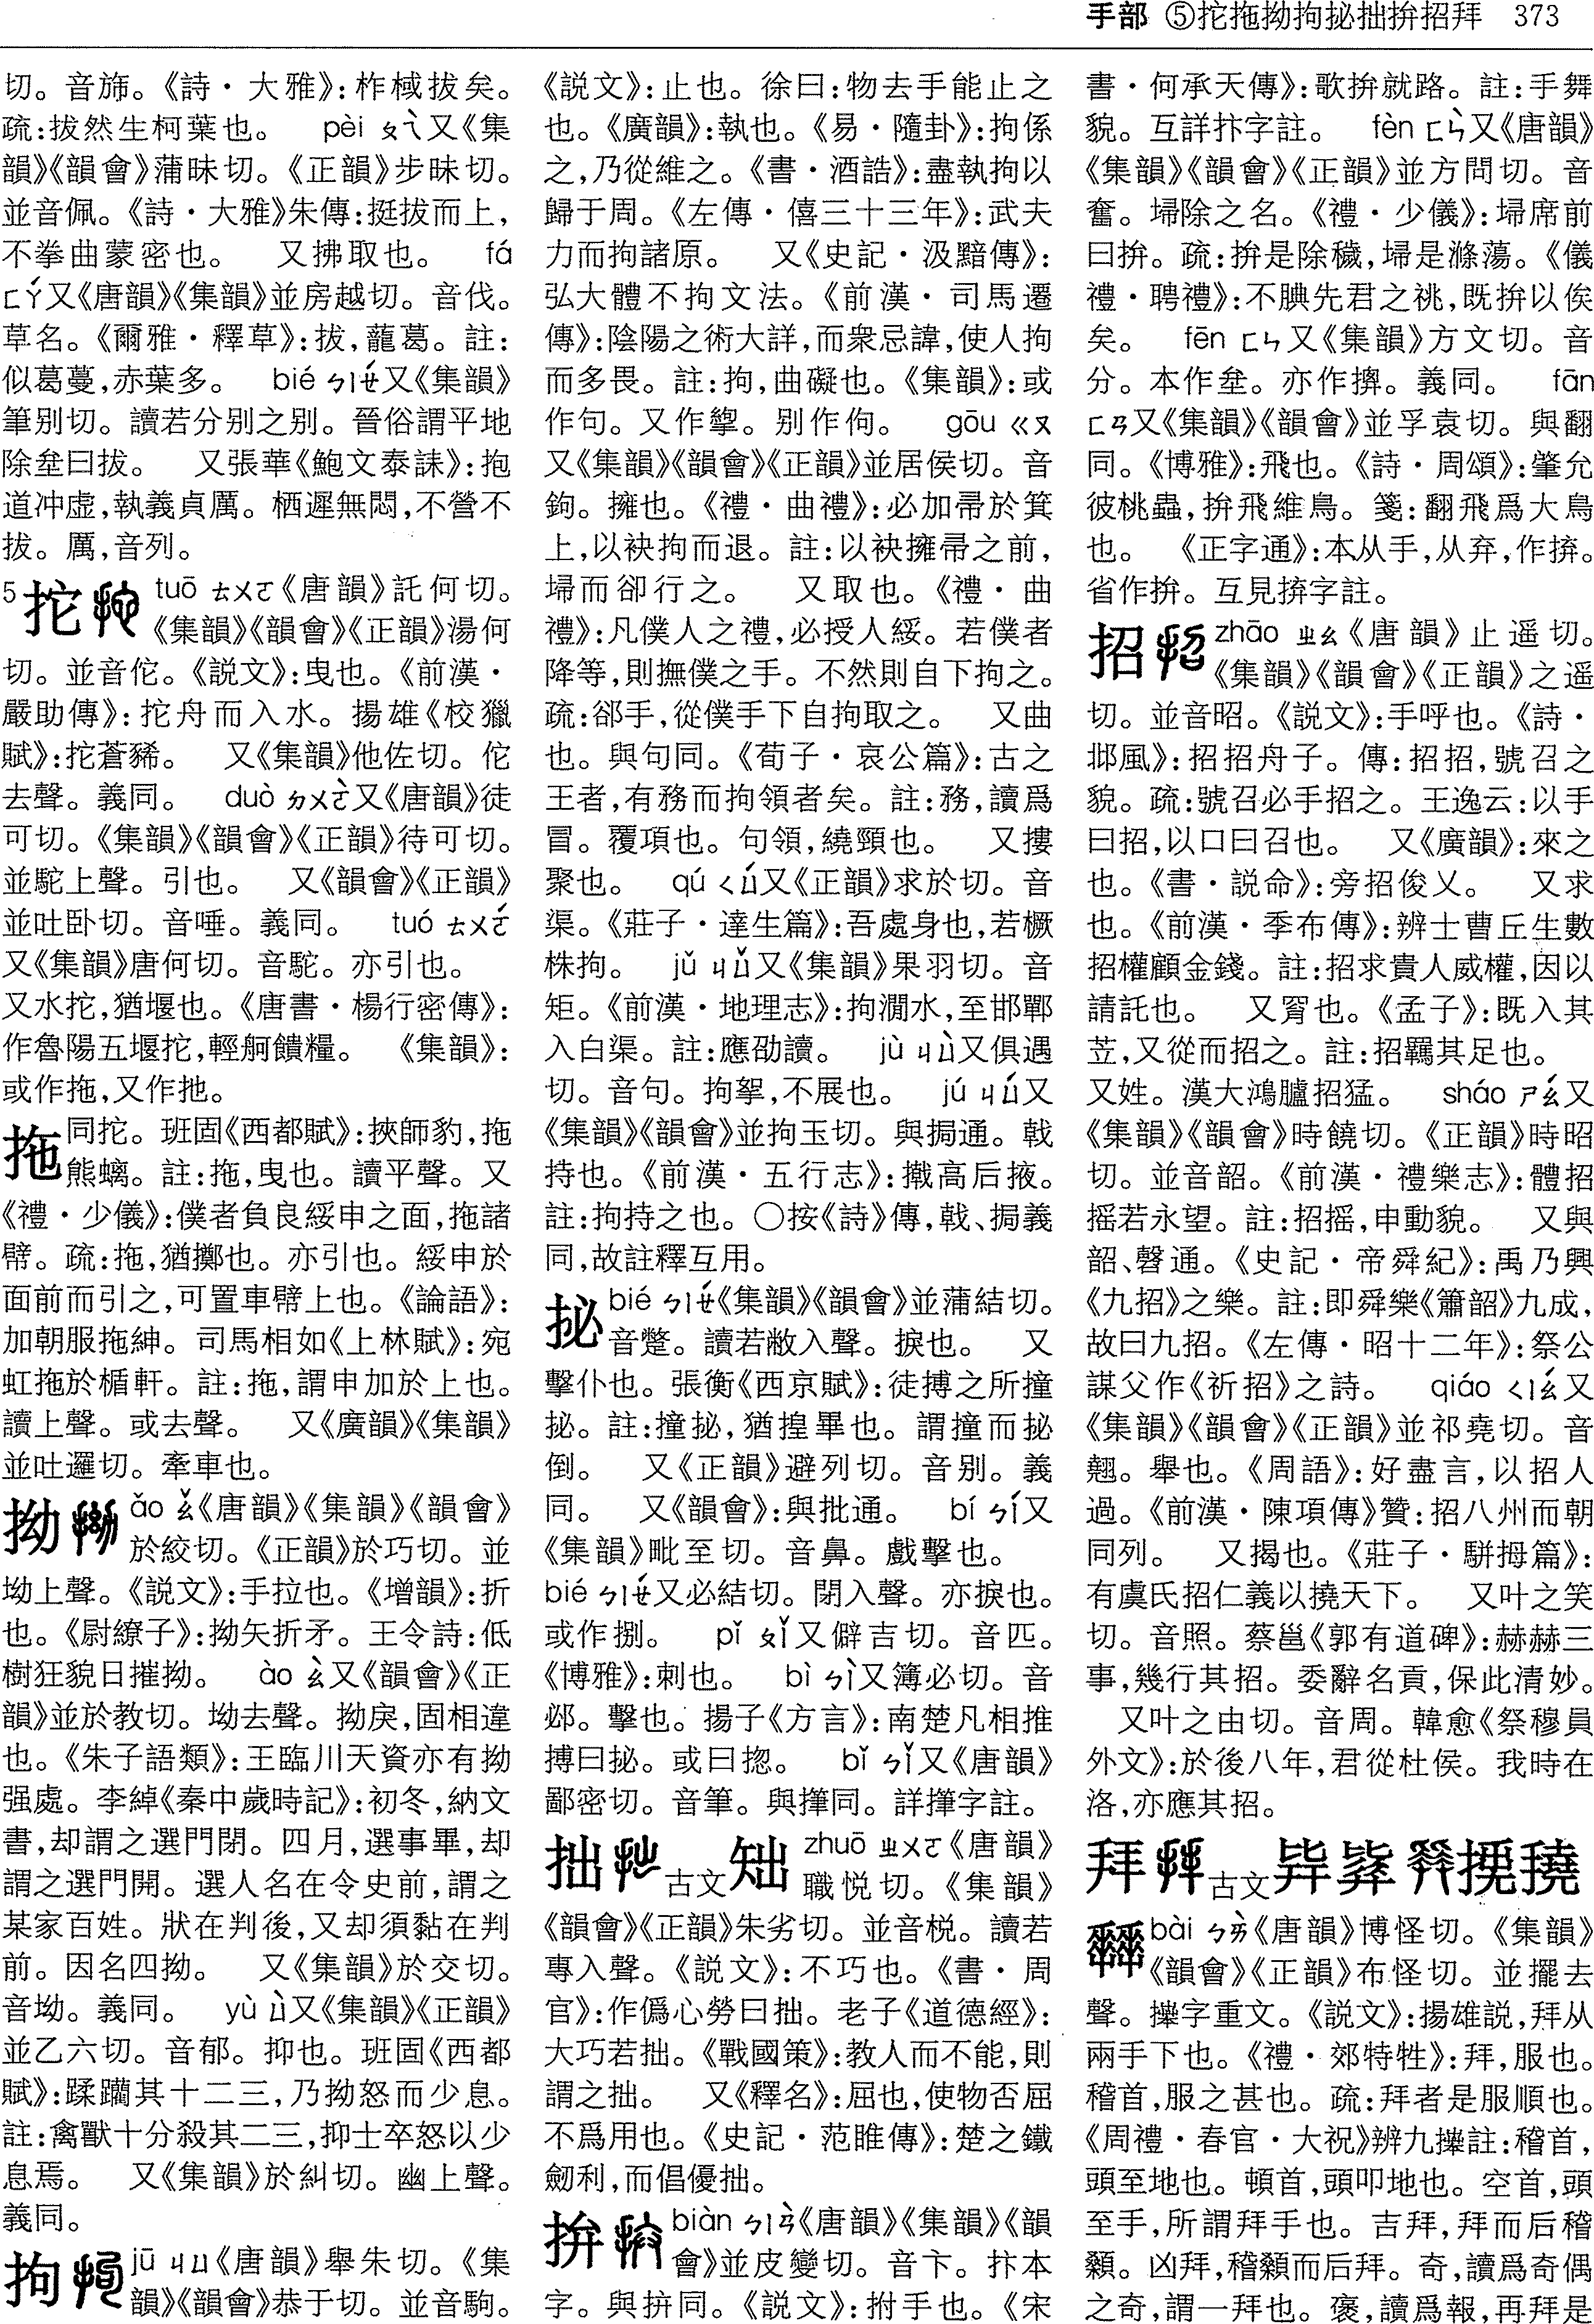 手部 ⑤拕拖拗拘㧙拙拚招拜 373
切。音斾。《詩·大雅》:柞棫拔矣。
疏:拔然生柯葉也。 pèi ㄆㄟˋ又《集
韻》《韻會》蒲昧切。《正韻》步昧切。
並音佩。《詩·大雅》朱傳:挺拔而上,
不拳曲蒙密也。 又拂取也。 fá
ㄈㄚˊ又《唐韻》《集韻》並房越切。音伐。
草名。《爾雅·釋草》:拔,蘢葛。註:
似葛蔓,赤葉多。 bié ㄅㄧㄝˊ又《集韻》
筆别切。讀若分别之别。晉俗謂平地
除垒曰拔。 又張華《鮑文泰誄》:抱
道冲虚,執義貞厲。栖遲無悶,不營不
拔。厲,音列。
5拕 tuō ㄊㄨㄛ《唐韻》託何切。
《集韻》《韻會》《正韻》湯何
切。並音佗。《説文》:曳也。《前漢·
嚴助傳》:拕舟而入水。揚雄《校獵
賦》:拕蒼豨。 又《集韻》他佐切。佗
去聲。義同。 duò ㄉㄨㄛˋ又《唐韻》徒
可切。《集韻》《韻會》《正韻》待可切。
並駝上聲。引也。 又《韻會》《正韻》
並吐卧切。音唾。義同。 tuó ㄊㄨㄛˊ
又《集韻》唐何切。音駝。亦引也。
又水拕,猶堰也。《唐書·楊行密傳》:
作魯陽五堰拕,輕舸饋糧。 《集韻》:
或作拖,又作扡。
拖 同拕。班固《西都賦》:挾師豹,拖
熊螭。註:拖,曳也。讀平聲。又
《禮·少儀》:僕者負良綏申之面,拖諸
幦。疏:拖,猶擲也。亦引也。綏申於
面前而引之,可置車幦上也。《論語》:
加朝服拖紳。司馬相如《上林賦》:宛
虹拖於楯軒。註:拖,謂申加於上也。
讀上聲。或去聲。 又《廣韻》《集韻》
並吐邏切。牽車也。
拗 ǎo ㄠˇ《唐韻》《集韻》《韻會》
於絞切。《正韻》於巧切。並
坳上聲。《説文》:手拉也。《增韻》:折
也。《尉繚子》:拗矢折矛。王令詩:低
樹狂貌日摧拗。 ào ㄠˋ又《韻會》《正
韻》並於教切。坳去聲。拗戾,固相違
也。《朱子語類》:王臨川天資亦有拗
强處。李綽《秦中歲時記》:初冬,納文
書,却謂之選門閉。四月,選事畢,却
謂之選門開。選人名在令史前,謂之
某家百姓。狀在判後,又却須黏在判
前。因名四拗。 又《集韻》於交切。
音坳。義同。 yù ㄩˋ又《集韻》《正韻》
並乙六切。音郁。抑也。班固《西都
賦》:蹂躪其十二三,乃拗怒而少息。
註:禽獸十分殺其二三,抑士卒怒以少
息焉。 又《集韻》於糾切。幽上聲。
義同。
拘 jū ㄐㄩ《唐韻》舉朱切。《集
韻》《韻會》恭于切。並音駒。
《説文》:止也。徐曰:物去手能止之
也。《廣韻》:執也。《易·隨卦》:拘係
之,乃從維之。《書·酒誥》:盡執拘以
歸于周。《左傳·僖三十三年》:武夫
力而拘諸原。 又《史記·汲黯傳》:
弘大體不拘文法。《前漢·司馬遷
傳》:陰陽之術大詳,而衆忌諱,使人拘
而多畏。註:拘,曲礙也。《集韻》:或
作句。又作㨌。别作佝。 gōu ㄍㄡ
又《集韻》《韻會》《正韻》並居侯切。音
鉤。擁也。《禮·曲禮》:必加帚於箕
上,以袂拘而退。註:以袂擁帚之前,
埽而卻行之。 又取也。《禮·曲
禮》:凡僕人之禮,必授人綏。若僕者
降等,則撫僕之手。不然則自下拘之。
疏:郤手,從僕手下自拘取之。 又曲
也。與句同。《荀子·哀公篇》:古之
王者,有務而拘領者矣。註:務,讀爲
冒。覆項也。句領,繞頸也。 又摟
聚也。 qú ㄑㄩˊ又《正韻》求於切。音
渠。《莊子·達生篇》:吾處身也,若橛
株拘。 jǔ ㄐㄩˇ又《集韻》果羽切。音
矩。《前漢·地理志》:拘澗水,至邯鄲
入白渠。註:應劭讀。 jù ㄐㄩˋ又俱遇
切。音句。拘挐,不展也。 jú ㄐㄩˊ又
《集韻》《韻會》並拘玉切。與挶通。戟
持也。《前漢·五行志》:撠高后掖。
註:拘持之也。〇按《詩》傳,戟、挶義
同,故註釋互用。
㧙 bié ㄅㄧㄝˊ《集韻》《韻會》並蒲結切。
音蹩。讀若敝入聲。捩也。 又
擊仆也。張衡《西京賦》:徒搏之所撞
㧙。註:撞㧙,猶揘畢也。謂撞而㧙
倒。 又《正韻》避列切。音别。義
同。 又《韻會》:與批通。 bí ㄅㄧˊ又
《集韻》毗至切。音鼻。戲擊也。
bié ㄅㄧㄝˊ又必結切。閉入聲。亦捩也。
或作捌。 pǐ ㄆㄧˇ又僻吉切。音匹。
《博雅》:刺也。 bì ㄅㄧˋ又簿必切。音
邲。擊也。揚子《方言》:南楚凡相推
搏曰㧙。或曰揔。 bǐ ㄅㄧˇ又《唐韻》
鄙密切。音筆。與㩫同。詳㩫字註。
拙 古文㑁 zhuō ㄓㄨㄛ《唐韻》
職悦切。《集韻》
《韻會》《正韻》朱劣切。並音棁。讀若
專入聲。《説文》:不巧也。《書·周
官》:作僞心勞曰拙。老子《道德經》:
大巧若拙。《戰國策》:教人而不能,則
謂之拙。 又《釋名》:屈也,使物否屈
不爲用也。《史記·范睢傳》:楚之鐵
劒利,而倡優拙。
拚 biàn ㄅㄧㄢˋ《唐韻》《集韻》《韻
會》並皮變切。音卞。抃本
字。與拚同。《説文》:拊手也。《宋
書·何承天傳》:歌拚就路。註:手舞
貌。互詳抃字註。 fèn ㄈㄣˋ又《唐韻》
《集韻》《韻會》《正韻》並方問切。音
奮。埽除之名。《禮·少儀》:埽席前
曰拚。疏:拚是除穢,埽是滌蕩。《儀
禮·聘禮》:不腆先君之祧,既拚以俟
矣。 fēn ㄈㄣ又《集韻》方文切。音
分。本作坌。亦作㩯。義同。 fān
ㄈㄢ又《集韻》《韻會》並孚袁切。與翻
同。《博雅》:飛也。《詩·周頌》:肇允
彼桃蟲,拚飛維鳥。箋:翻飛爲大鳥
也。 《正字通》:本从手,从弃,作㧒。
省作拚。互見㧒字註。
招 zhāo ㄓㄠ《唐韻》止遥切。
《集韻》《韻會》《正韻》之遥
切。並音昭。《説文》:手呼也。《詩·
邶風》:招招舟子。傳:招招,號召之
貌。疏:號召必手招之。王逸云:以手
曰招,以口曰召也。 又《廣韻》:來之
也。《書·説命》:旁招俊乂。 又求
也。《前漢·季布傳》:辨士曹丘生數
招權顧金錢。註:招求貴人威權,因以
請託也。 又罥也。《孟子》:既入其
苙,又從而招之。註:招羈其足也。
又姓。漢大鴻臚招猛。 sháo ㄕㄠˊ又
《集韻》《韻會》時饒切。《正韻》時昭
切。並音韶。《前漢·禮樂志》:體招
摇若永望。註:招摇,申動貌。 又與
韶、㲈通。《史記·帝舜紀》:禹乃興
《九招》之樂。註:即舜樂《簫韶》九成,
故曰九招。《左傳·昭十二年》:祭公
謀父作《祈招》之詩。 qiáo ㄑㄧㄠˊ又
《集韻》《韻會》《正韻》並祁堯切。音
翹。舉也。《周語》:好盡言,以招人
過。《前漢·陳項傳》贊:招八州而朝
同列。 又揭也。《莊子·駢拇篇》:
有虞氏招仁義以撓天下。 又叶之笑
切。音照。蔡邕《郭有道碑》:赫赫三
事,幾行其招。委辭名貢,保此清妙。
又叶之由切。音周。韓愈《祭穆員
外文》:於後八年,君從杜侯。我時在
洛,亦應其招。
拜 古文
bài ㄅㄞˋ《唐韻》博怪切。《集韻》
《韻會》《正韻》布怪切。並擺去
聲。㩯字重文。《説文》:揚雄説,拜从
兩手下也。《禮·郊特牲》:拜,服也。
稽首,服之甚也。疏:拜者是服順也。
《周禮·春官·大祝》辨九𢷎註:稽首,
頭至地也。頓首,頭叩地也。空首,頭
至手,所謂拜手也。吉拜,拜而后稽
顙。凶拜,稽顙而后拜。奇,讀爲奇偶
之奇,謂一拜也。褒,讀爲報,再拜是